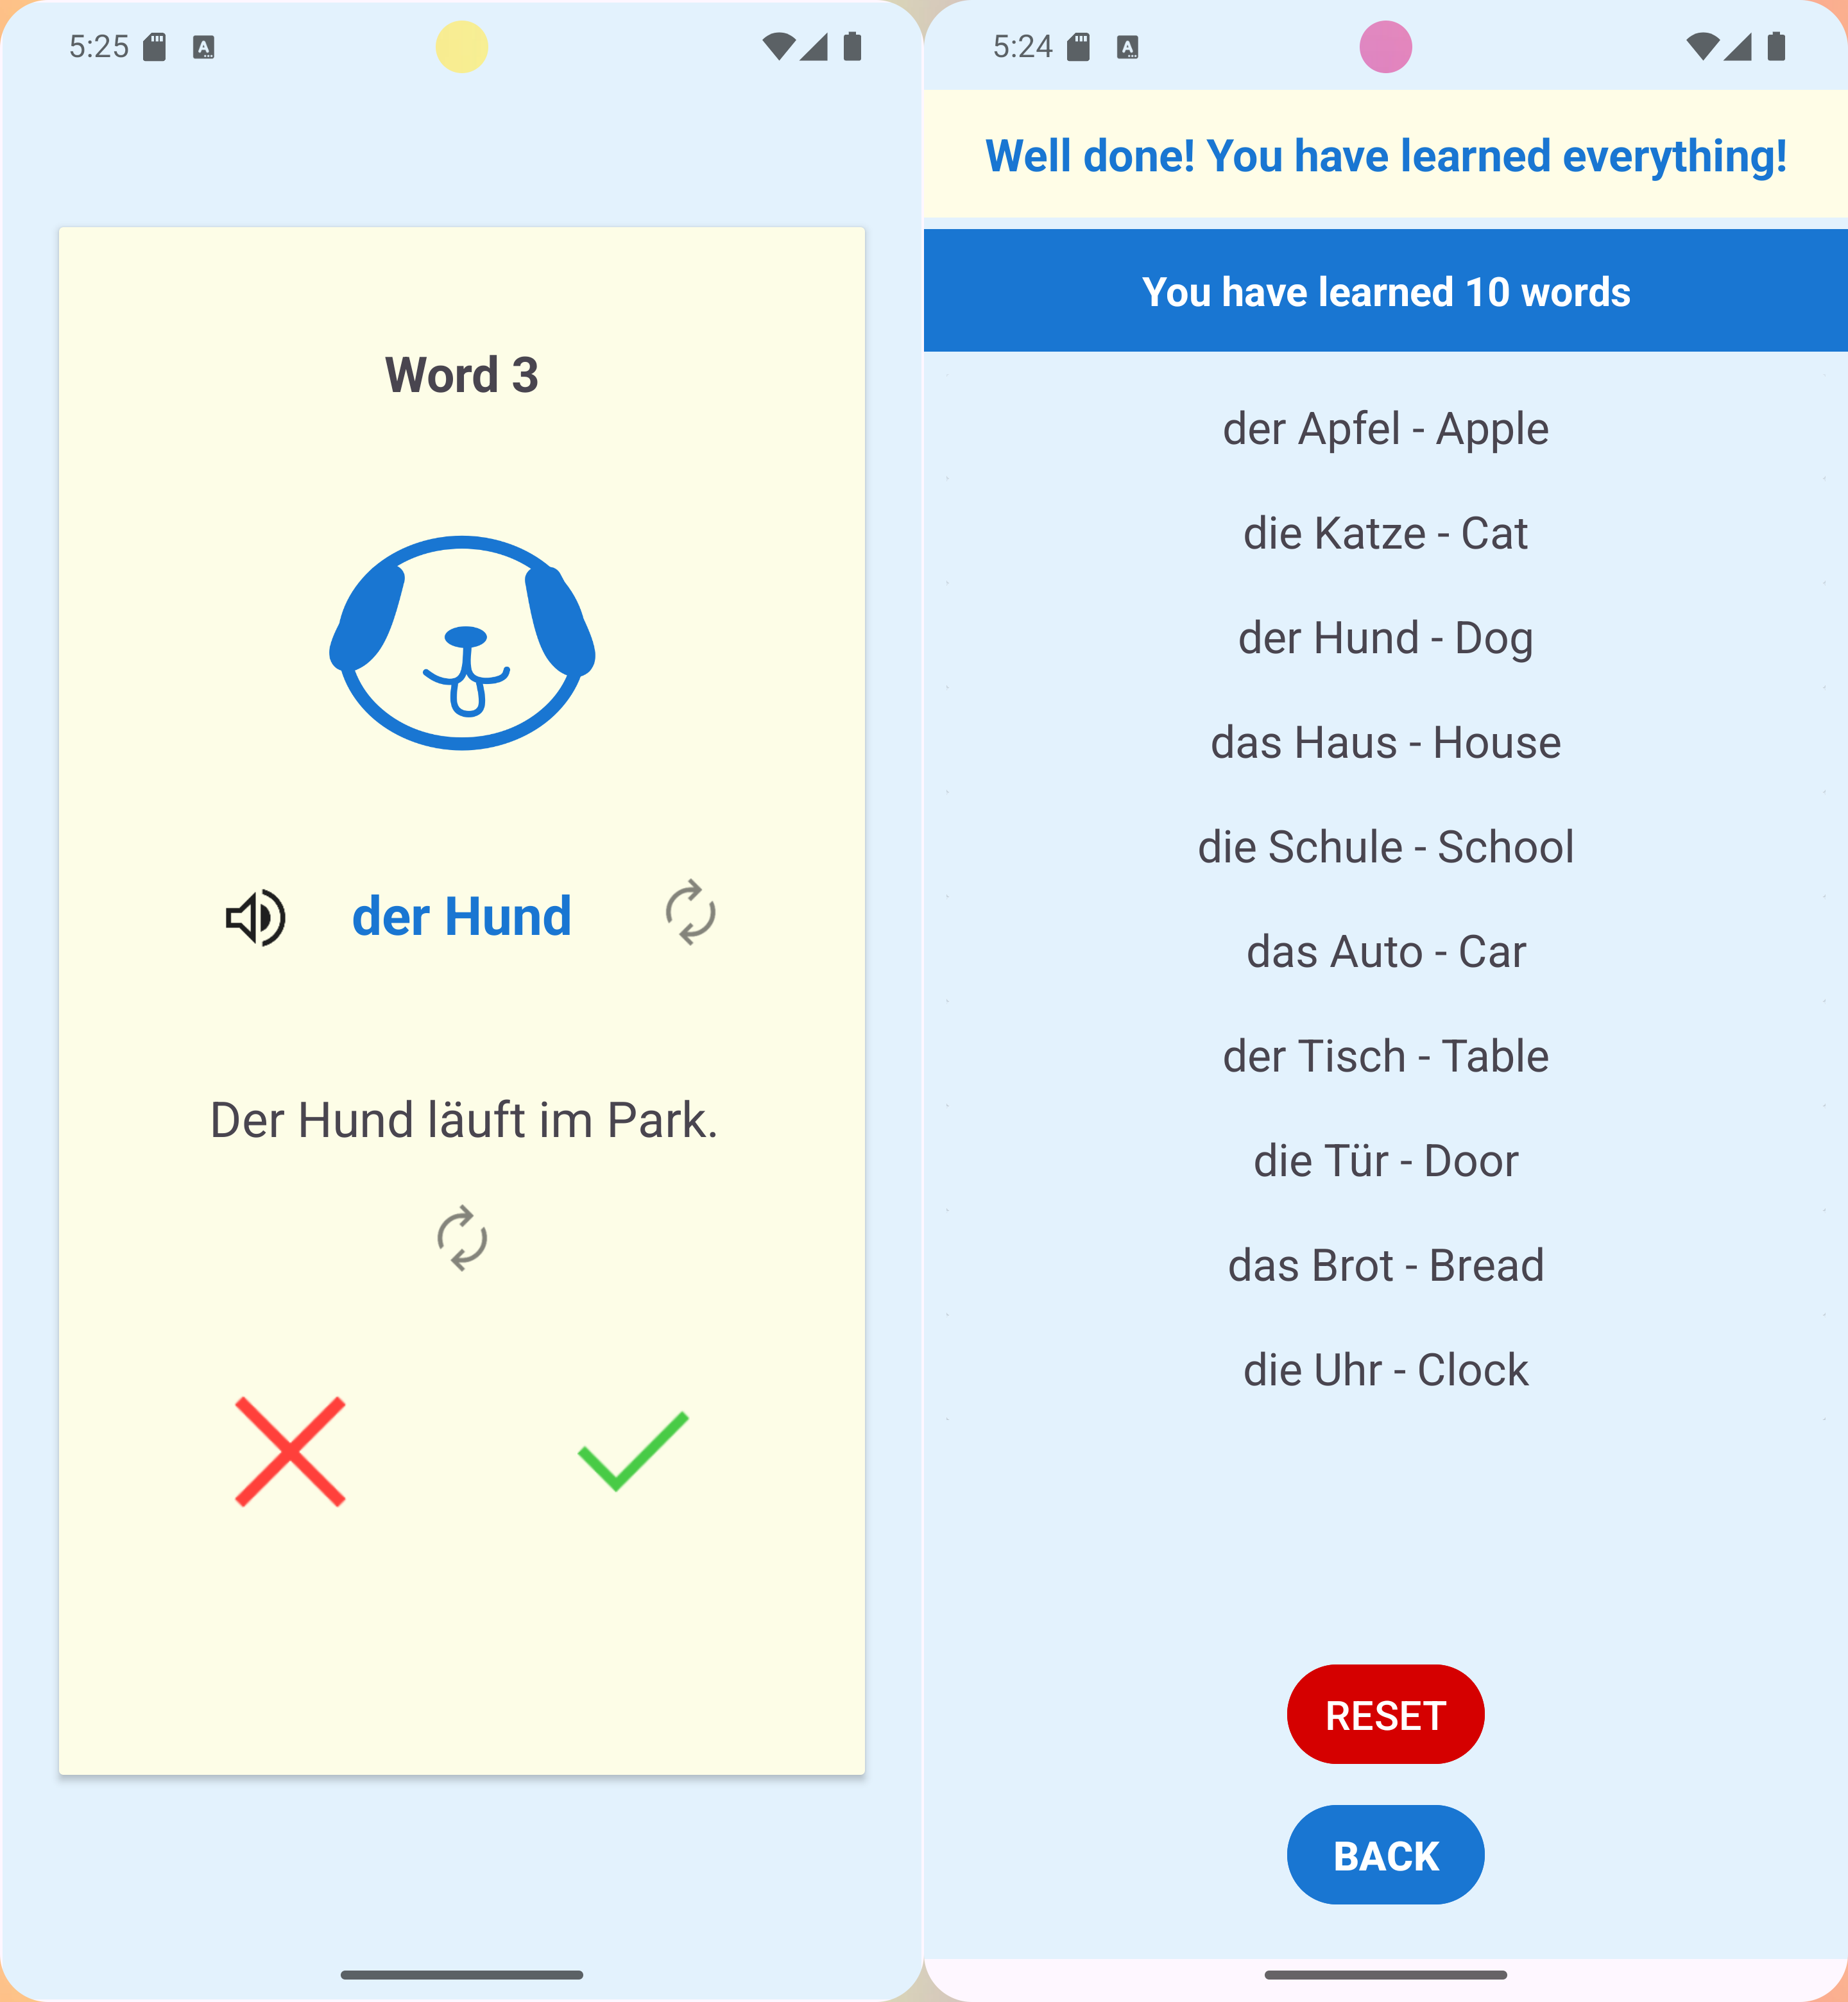 5:25
A
Word 3
der Hund
Der Hund läuft im Park.
5:24
A
Well done! You have learned everything!
You have learned 10 words
der Apfel - Apple
die Katze - Cat
der Hund - Dog
das Haus - House
die Schule - School
das Auto - Car
der Tisch - Table
die Tür - Door
das Brot - Bread
die Uhr - Clock
RESET
BACK